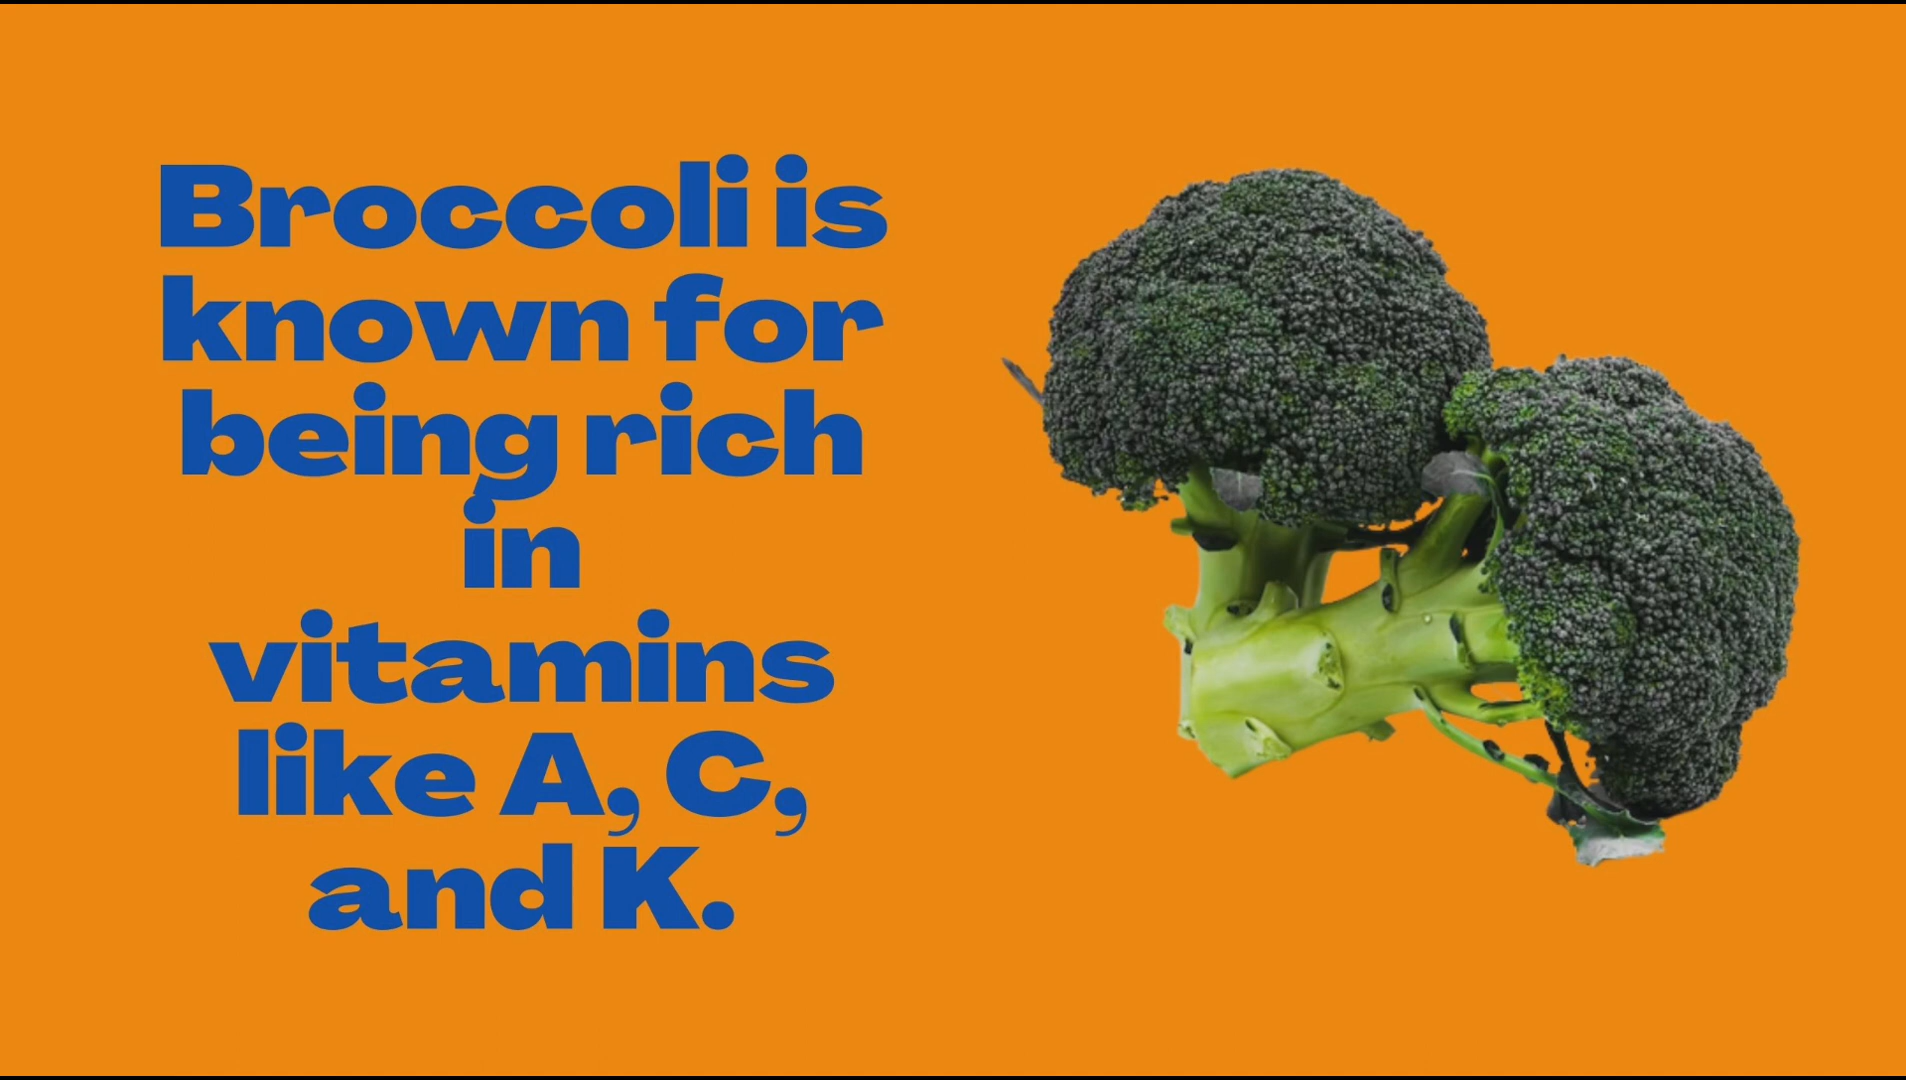 Broccoli is
known for
being rich
in
vitamins
like A, C,
and K.